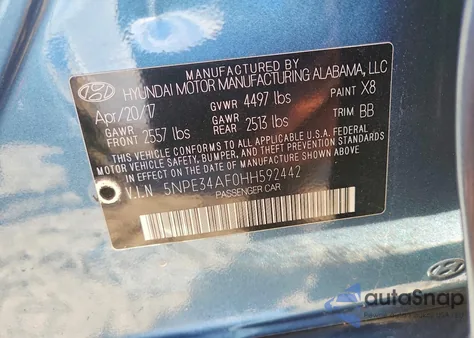 MANUFACTURED BY
HYUNDAI MOTOR MANUFACTURING ALABAMA, LLC
Apr/20/17 GVWR 4497 lbs PAINT X8
GAWR FRONT 2557 lbs GAWR REAR 2513 lbs TRIM BB
THIS VEHICLE CONFORMS TO ALL APPLICABLE U.S.A. FEDERAL
MOTOR VEHICLE SAFETY, BUMPER, AND THEFT PREVENTION STANDARDS
IN EFFECT ON THE DATE OF MANUFACTURE SHOWN ABOVE.
V.I.N 5NPE34AF0HH592442
PASSENGER CAR
autoSnap